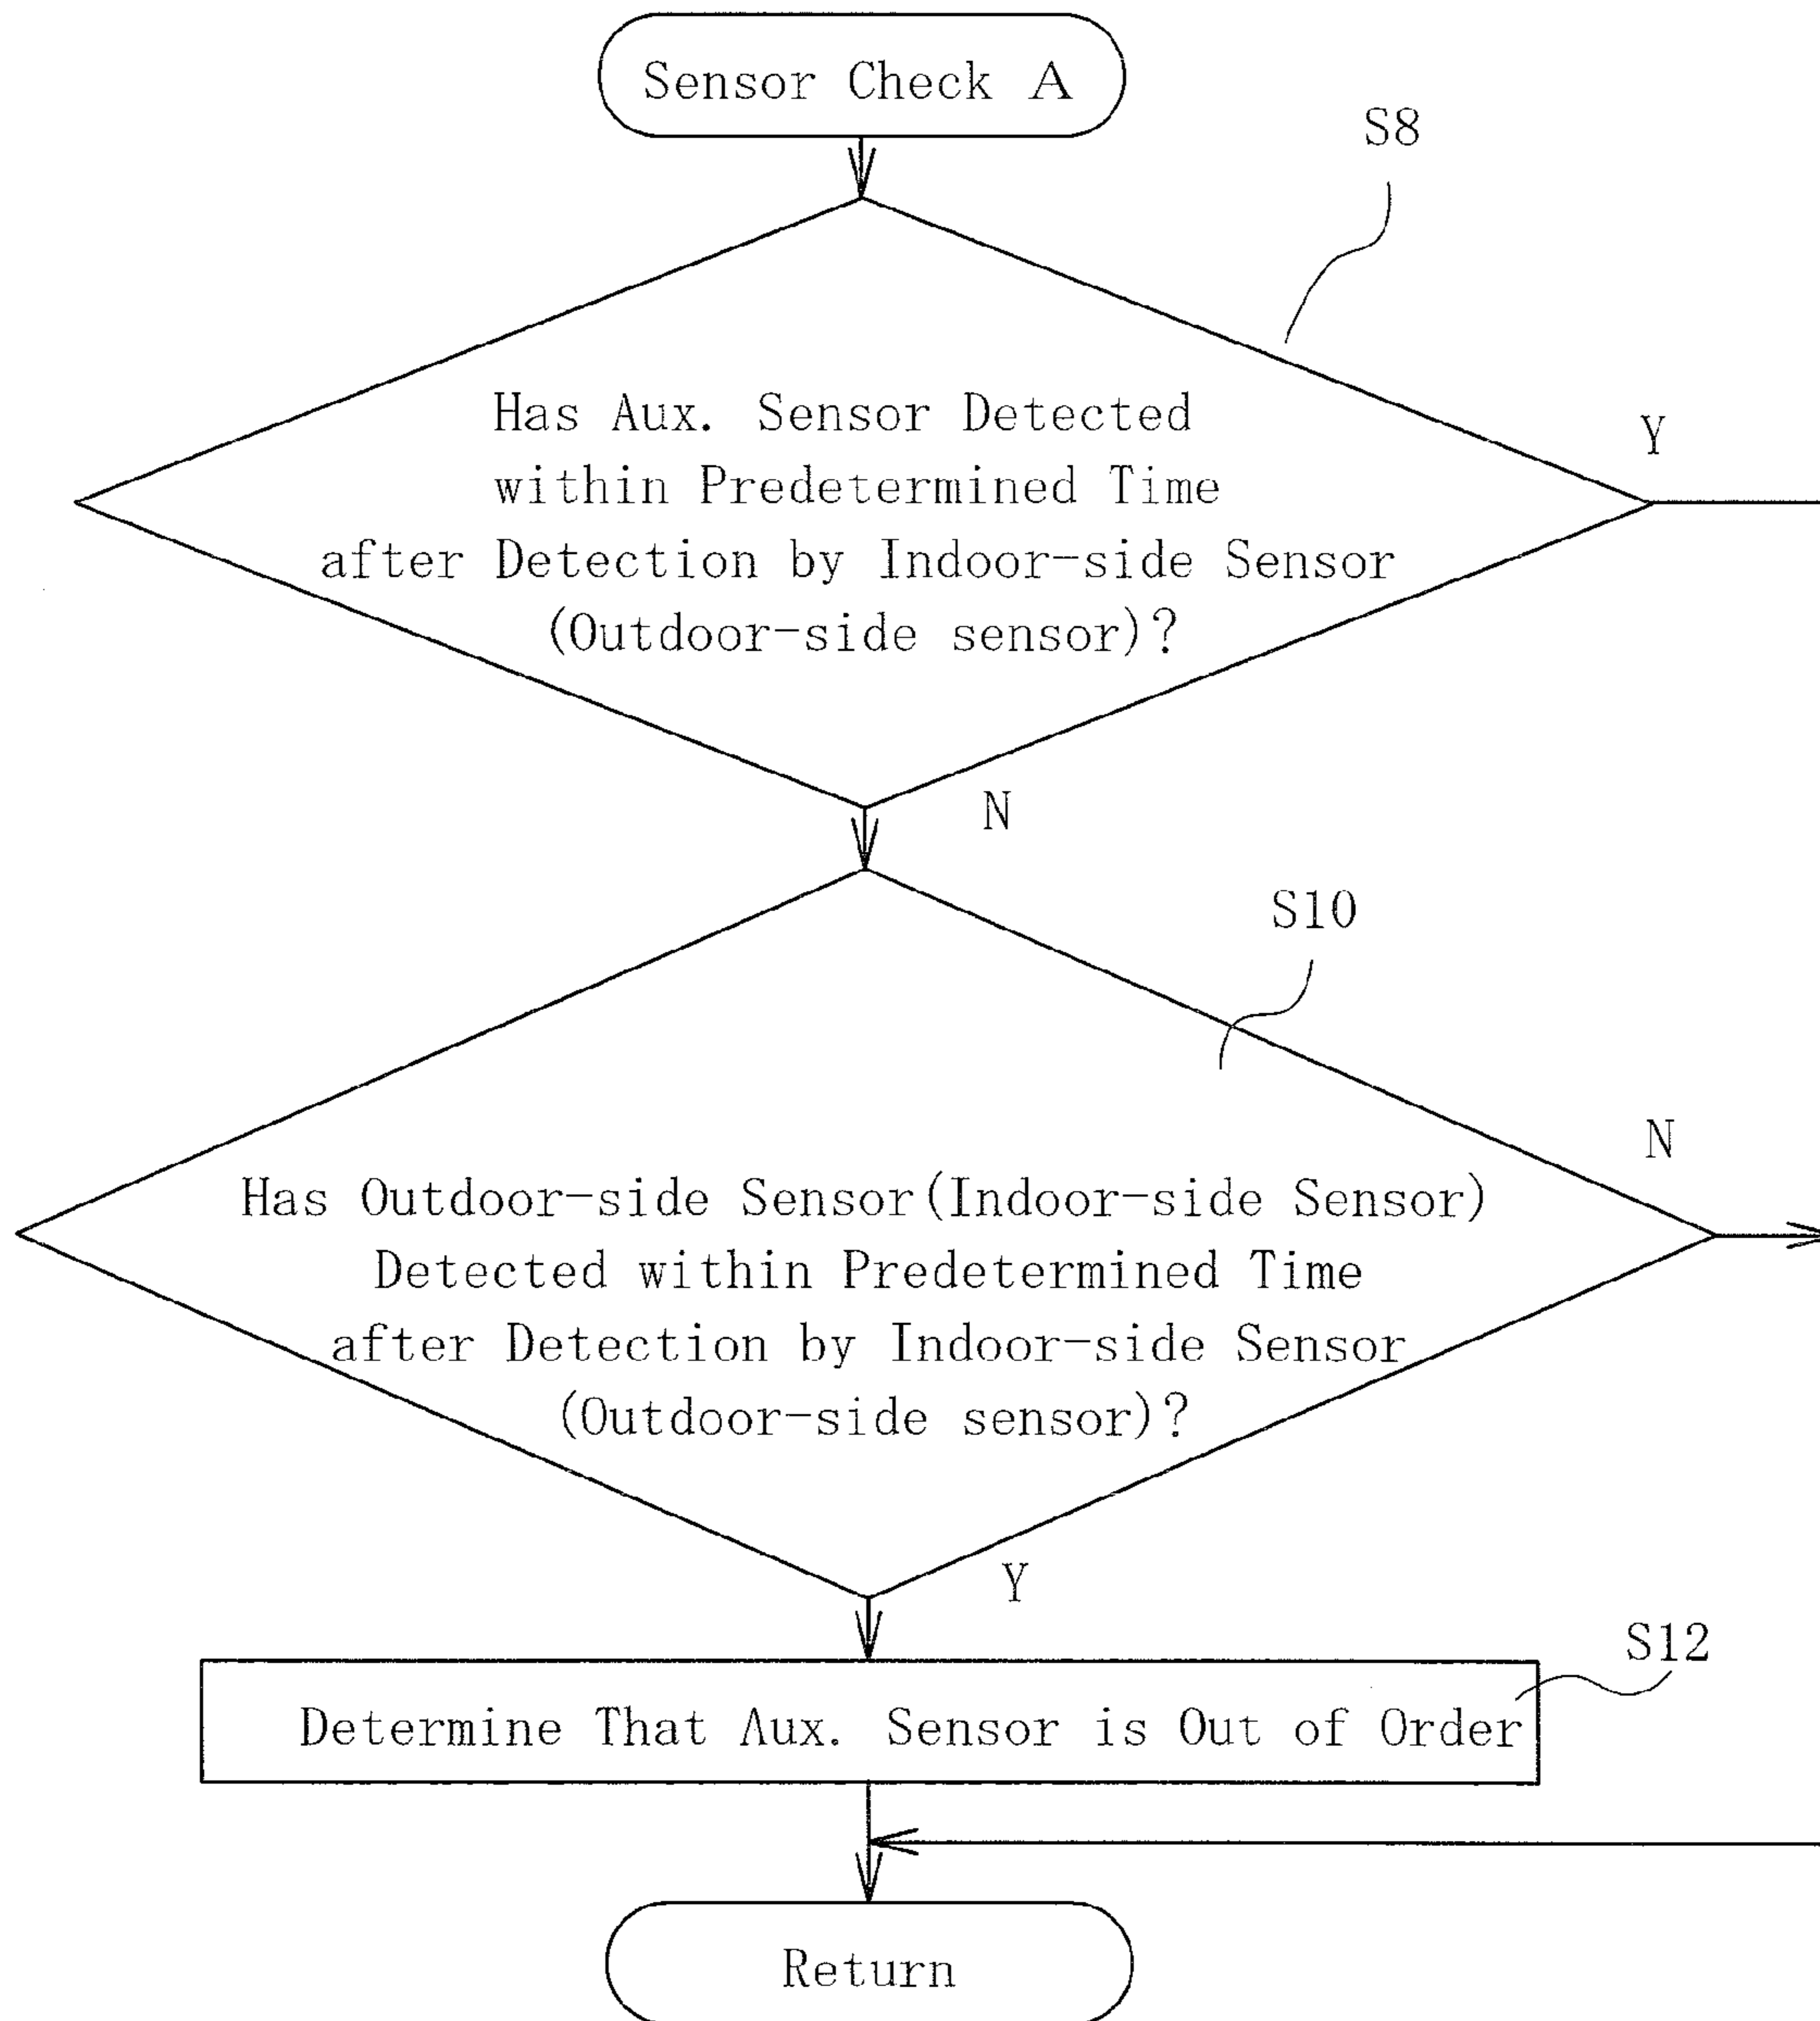 Sensor Check A
S8
Has Aux. Sensor Detected
within Predetermined Time
after Detection by Indoor-side Sensor
(Outdoor-side sensor)?
Y
N
S10
Has Outdoor-side Sensor(Indoor-side Sensor)
Detected within Predetermined Time
after Detection by Indoor-side Sensor
(Outdoor-side sensor)?
N
Y
S12
Determine That Aux. Sensor is Out of Order
Return